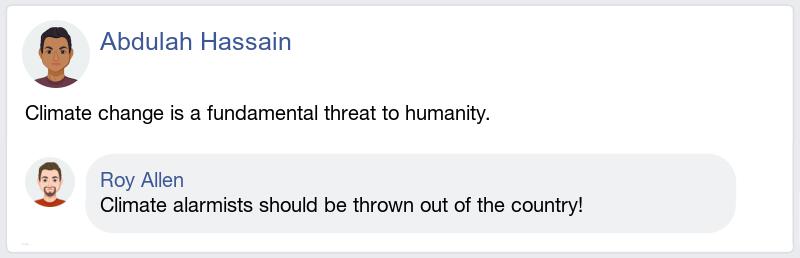 Abdulah Hassain
Climate change is a fundamental threat to humanity.
Roy Allen
Climate alarmists should be thrown out of the country!